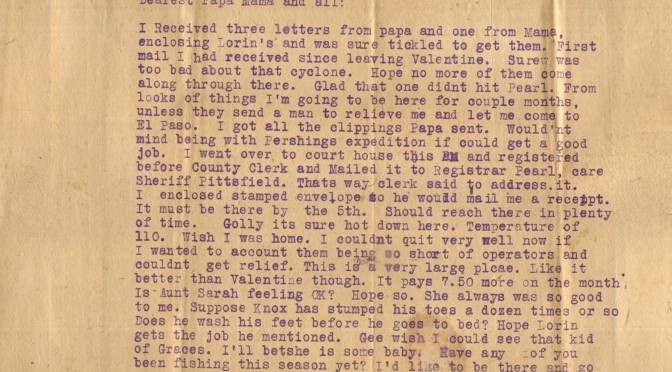 Dearest Papa Mama and all:
I Received three letters from papa and one from Mama,
enclosing Lorin's and was sure tickled to get them. First
mail I had received since leaving Valentine. Surew was
too bad about that cyclone. Hope no more of them come
along through there. Glad that one didnt hit Pearl. From
looks of things I'm going to be here for couple months,
unless they send a man to relieve me and let me come to
El Paso. I got all the clippings Papa sent. Would'nt
mind being with Pershings expedition if could get a good
job. I went over to court house this PM and registered
before County Clerk and Mailed it to Registrar Pearl, care
Sheriff Pittsfield. Thats way clerk said to address it.
I enclosed stamped envelope so he would mail me a receipt.
It must be there by the 5th. Should reach there in plenty
of time. Golly its sure hot down here. Temperature of
110. Wish I was home. I couldnt quit very well now if
I wanted to account them being so short of operators and
couldnt get relief. This is a very large plcae. Like it
better than Valentine though. It pays 7.50 more on the month
Is Aunt Sarah feeling OK? Hope so. She always was so good
to me. Suppose Knox has stumped his toes a dozen times or so
Does he wash his feet before he goes to bed? Hope Lorin
gets the job he mentioned. Gee wish I could see that kid
of Graces. I'll betshe is some baby. Have any of you
been fishing this season yet? I'd like to be there and go